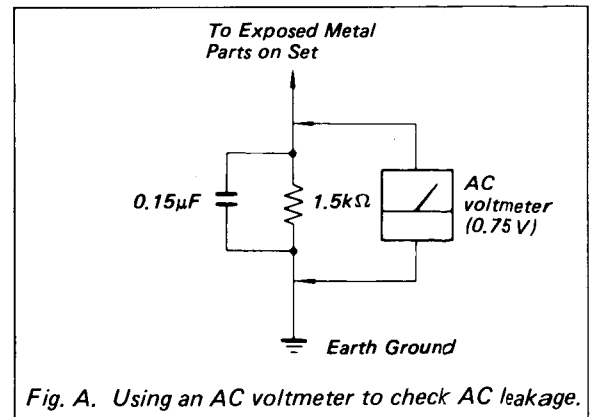 To Exposed Metal
Parts on Set
0.15µF
1.5kΩ
AC
voltmeter
(0.75 V)
Earth Ground
Fig. A. Using an AC voltmeter to check AC leakage.